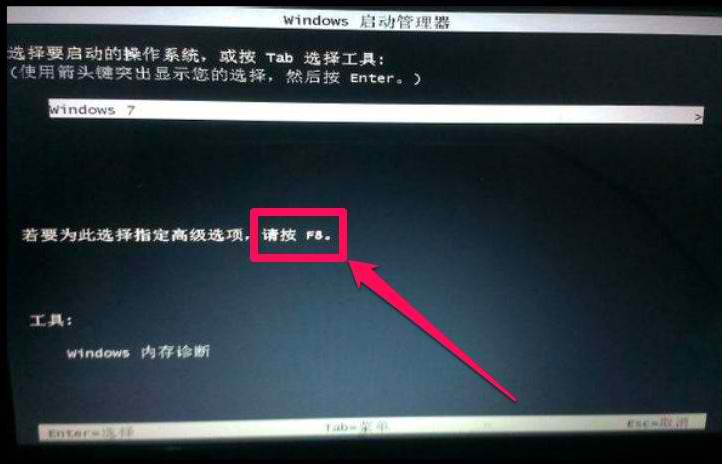 Windows 启动管理器
选择要启动的操作系统，或按 Tab 选择工具：
(使用箭头键突出显示您的选择，然后按 Enter。)
Windows 7 >
若要为此选择指定高级选项，请按 F8。
工具：
Windows 内存诊断
Enter=选择 Tab=菜单 Esc=取消